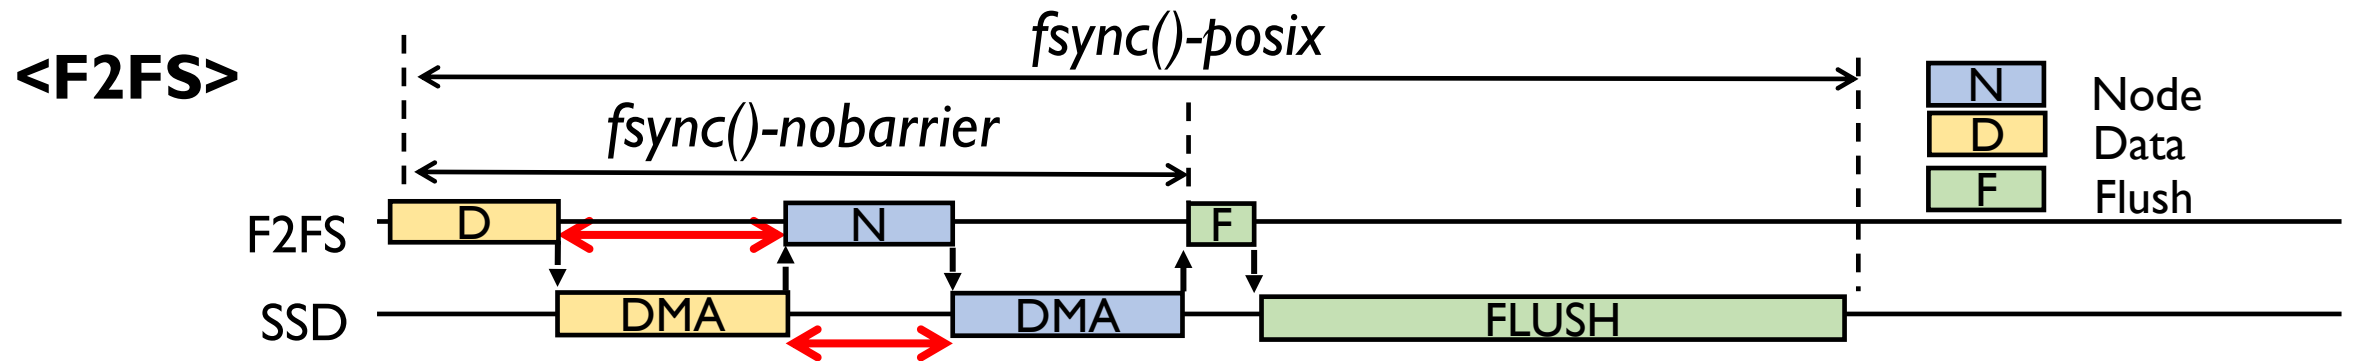 fsync()-posix
<F2FS>
N Node
fsync()-nobarrier
D Data
F Flush
F2FS D N F
SSD DMA DMA FLUSH